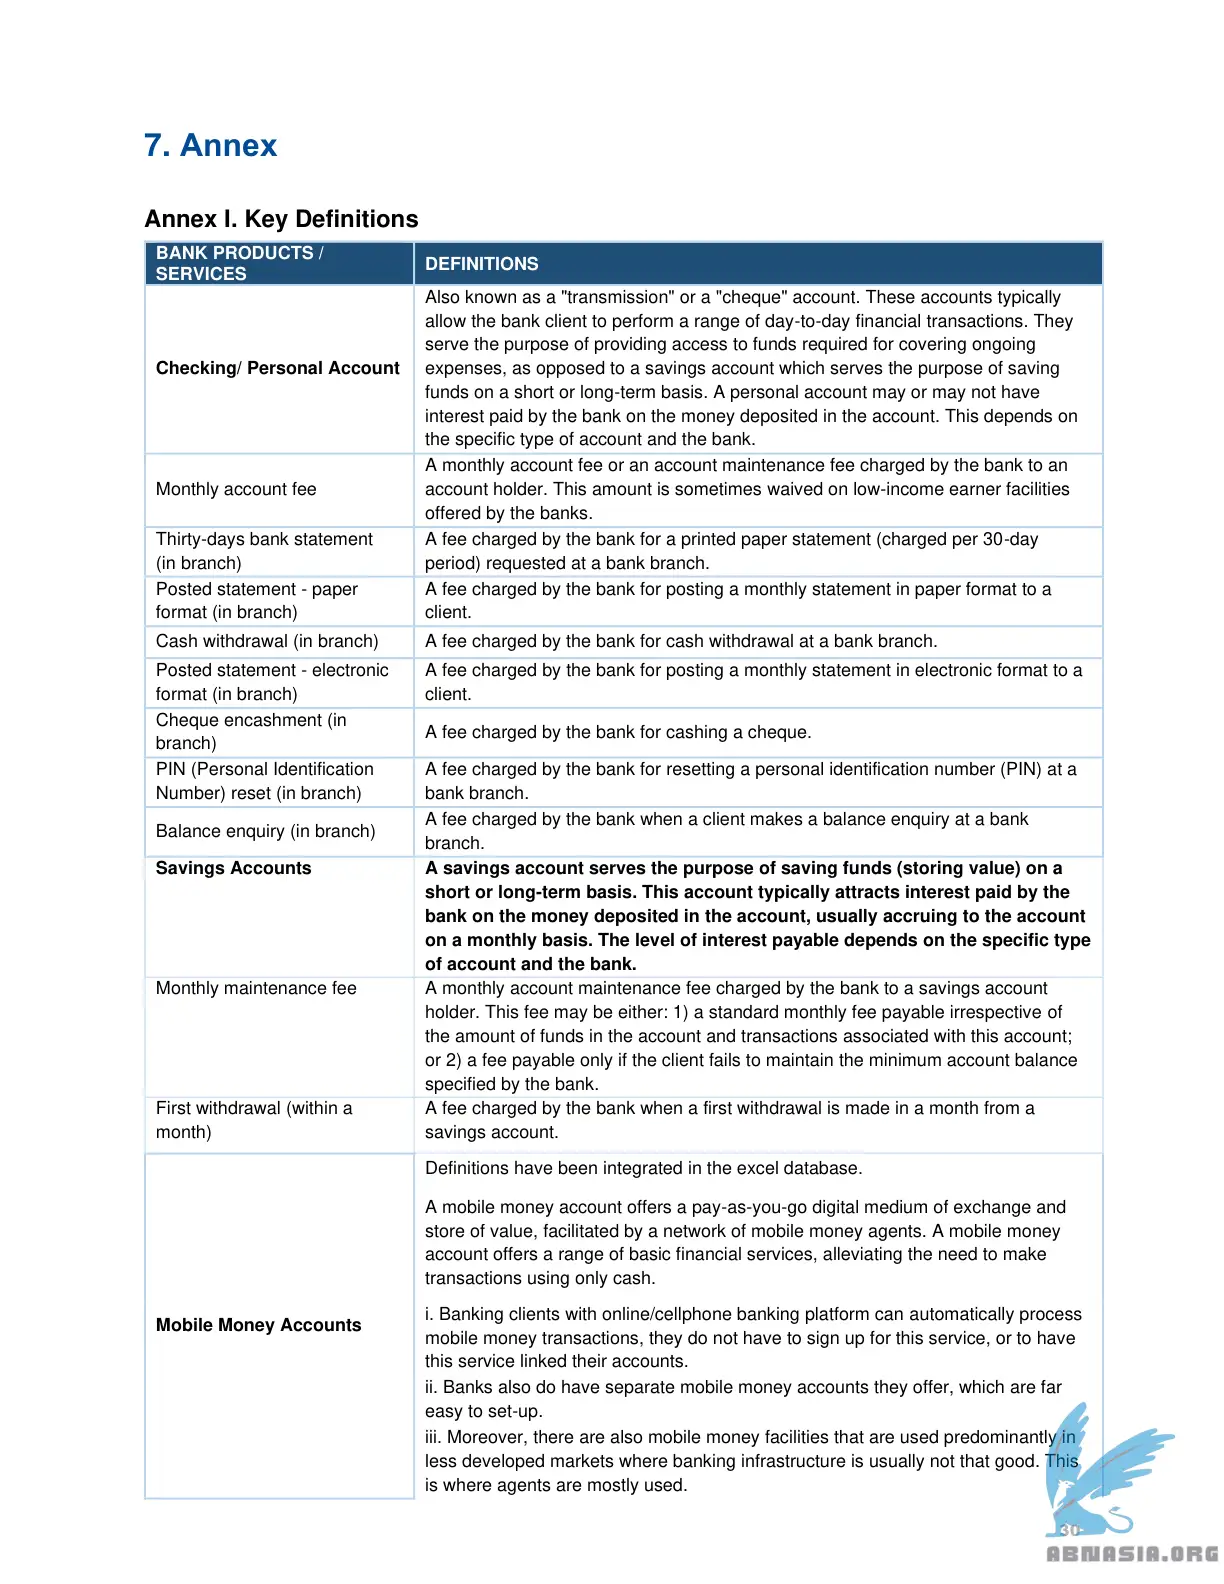 7. Annex
Annex I. Key Definitions
BANK PRODUCTS /
SERVICES
DEFINITIONS
Checking/ Personal Account
Also known as a "transmission" or a "cheque" account. These accounts typically
allow the bank client to perform a range of day-to-day financial transactions. They
serve the purpose of providing access to funds required for covering ongoing
expenses, as opposed to a savings account which serves the purpose of saving
funds on a short or long-term basis. A personal account may or may not have
interest paid by the bank on the money deposited in the account. This depends on
the specific type of account and the bank.
Monthly account fee
A monthly account fee or an account maintenance fee charged by the bank to an
account holder. This amount is sometimes waived on low-income earner facilities
offered by the banks.
Thirty-days bank statement
(in branch)
A fee charged by the bank for a printed paper statement (charged per 30-day
period) requested at a bank branch.
Posted statement - paper
format (in branch)
A fee charged by the bank for posting a monthly statement in paper format to a
client.
Cash withdrawal (in branch)
A fee charged by the bank for cash withdrawal at a bank branch.
Posted statement - electronic
format (in branch)
A fee charged by the bank for posting a monthly statement in electronic format to a
client.
Cheque encashment (in
branch)
A fee charged by the bank for cashing a cheque.
PIN (Personal Identification
Number) reset (in branch)
A fee charged by the bank for resetting a personal identification number (PIN) at a
bank branch.
Balance enquiry (in branch)
A fee charged by the bank when a client makes a balance enquiry at a bank
branch.
Savings Accounts
A savings account serves the purpose of saving funds (storing value) on a
short or long-term basis. This account typically attracts interest paid by the
bank on the money deposited in the account, usually accruing to the account
on a monthly basis. The level of interest payable depends on the specific type
of account and the bank.
Monthly maintenance fee
A monthly account maintenance fee charged by the bank to a savings account
holder. This fee may be either: 1) a standard monthly fee payable irrespective of
the amount of funds in the account and transactions associated with this account;
or 2) a fee payable only if the client fails to maintain the minimum account balance
specified by the bank.
First withdrawal (within a
month)
A fee charged by the bank when a first withdrawal is made in a month from a
savings account.
Mobile Money Accounts
Definitions have been integrated in the excel database.
A mobile money account offers a pay-as-you-go digital medium of exchange and
store of value, facilitated by a network of mobile money agents. A mobile money
account offers a range of basic financial services, alleviating the need to make
transactions using only cash.
i. Banking clients with online/cellphone banking platform can automatically process
mobile money transactions, they do not have to sign up for this service, or to have
this service linked their accounts.
ii. Banks also do have separate mobile money accounts they offer, which are far
easy to set-up.
iii. Moreover, there are also mobile money facilities that are used predominantly in
less developed markets where banking infrastructure is usually not that good. This
is where agents are mostly used.
30
ABNASIA.ORG